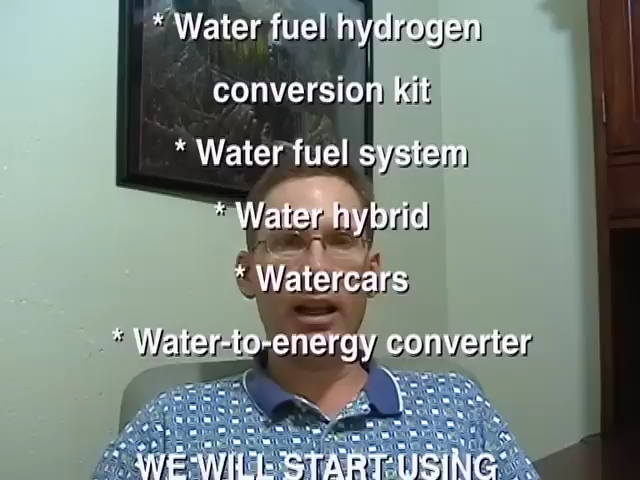 * Water fuel hydrogen
conversion kit
* Water fuel system
* Water hybrid
* Watercars
* Water-to-energy converter
WE WILL START USING